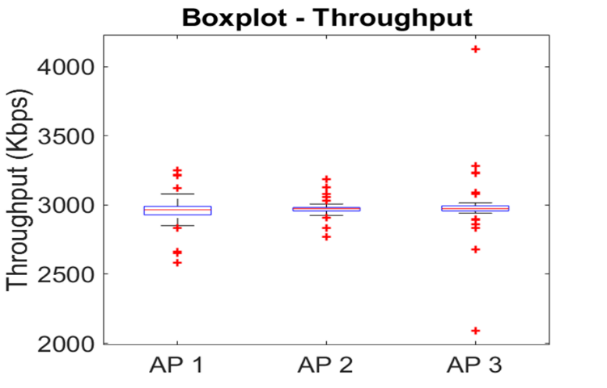 Boxplot - Throughput
Throughput (Kbps)
4000
3500
3000
2500
2000
AP 1
AP 2
AP 3